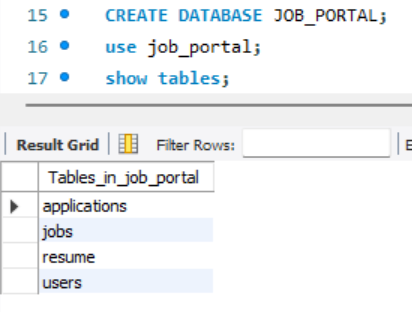 15 CREATE DATABASE JOB_PORTAL;
16 use job_portal;
17 show tables;
Result Grid Filter Rows: E
Tables_in_job_portal
applications
jobs
resume
users